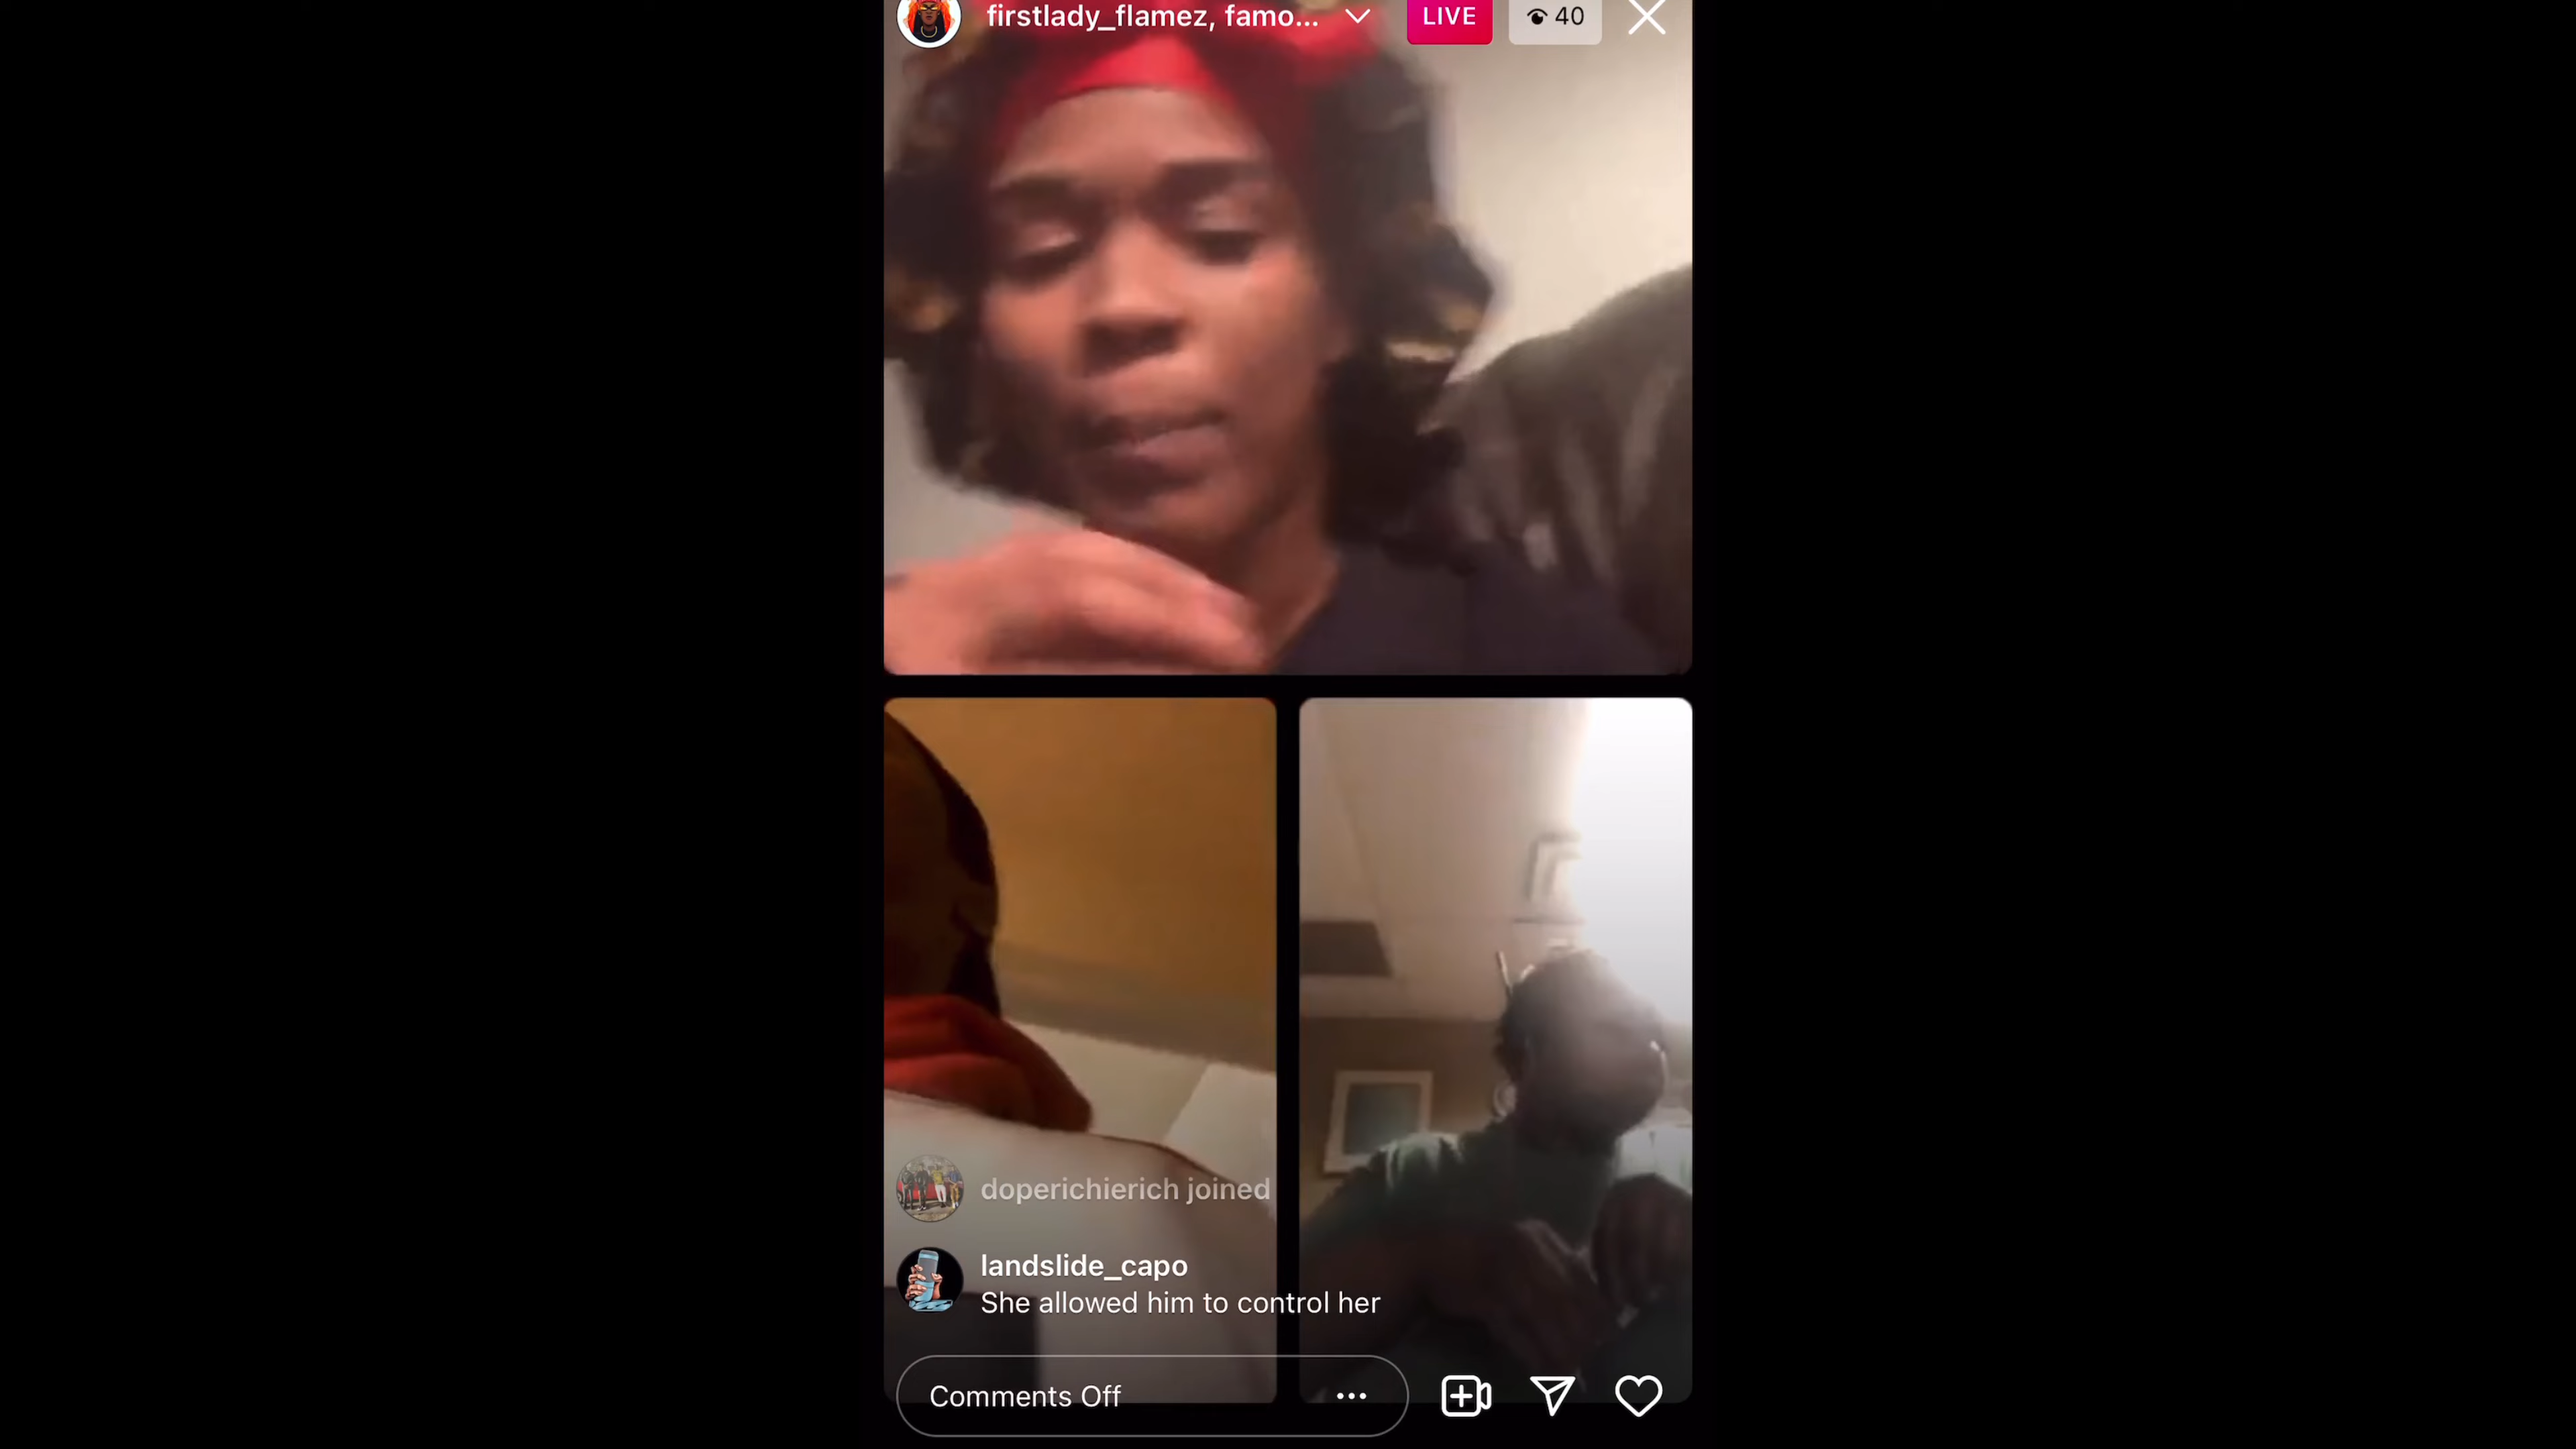 firstlady_flamez, famo...
LIVE
40
doperichierich joined
landslide_capo
She allowed him to control her
Comments Off